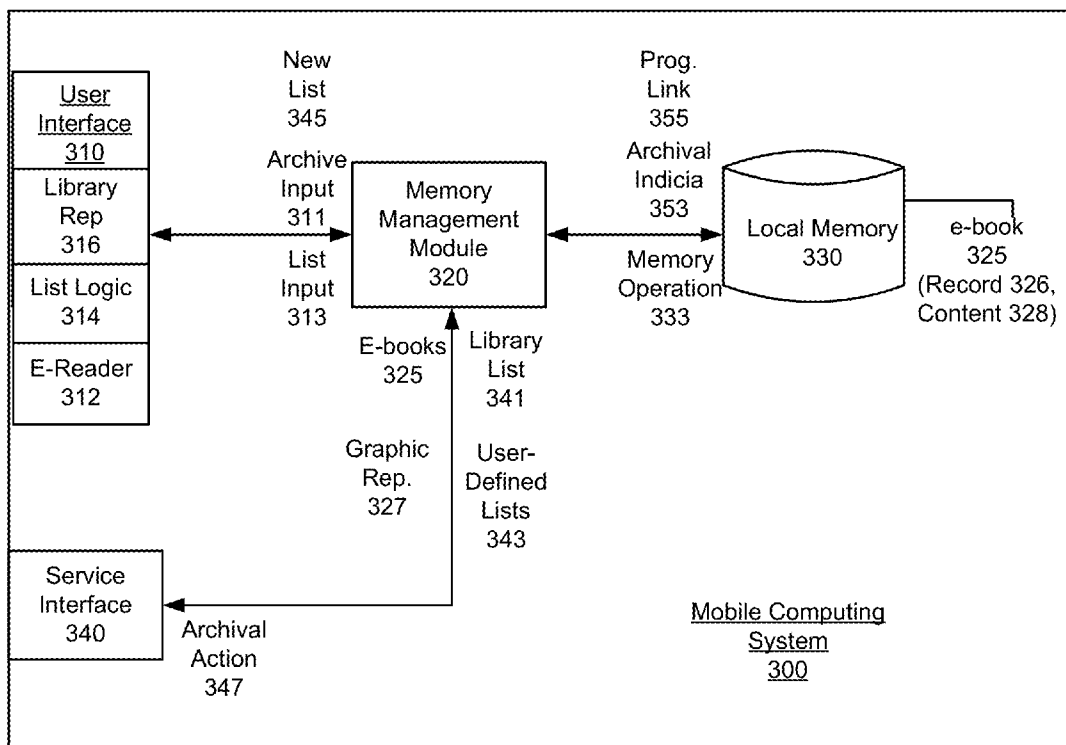 User
Interface
310
Library
Rep
316
List Logic
314
E-Reader
312
New
List
345
Archive
Input
311
List
Input
313
Memory
Management
Module
320
Prog.
Link
355
Archival
Indicia
353
Memory
Operation
333
Local Memory
330
e-book
325
(Record 326,
Content 328)
E-books
325
Library
List
341
Graphic
Rep.
327
User-
Defined
Lists
343
Service
Interface
340
Archival
Action
347
Mobile Computing
System
300